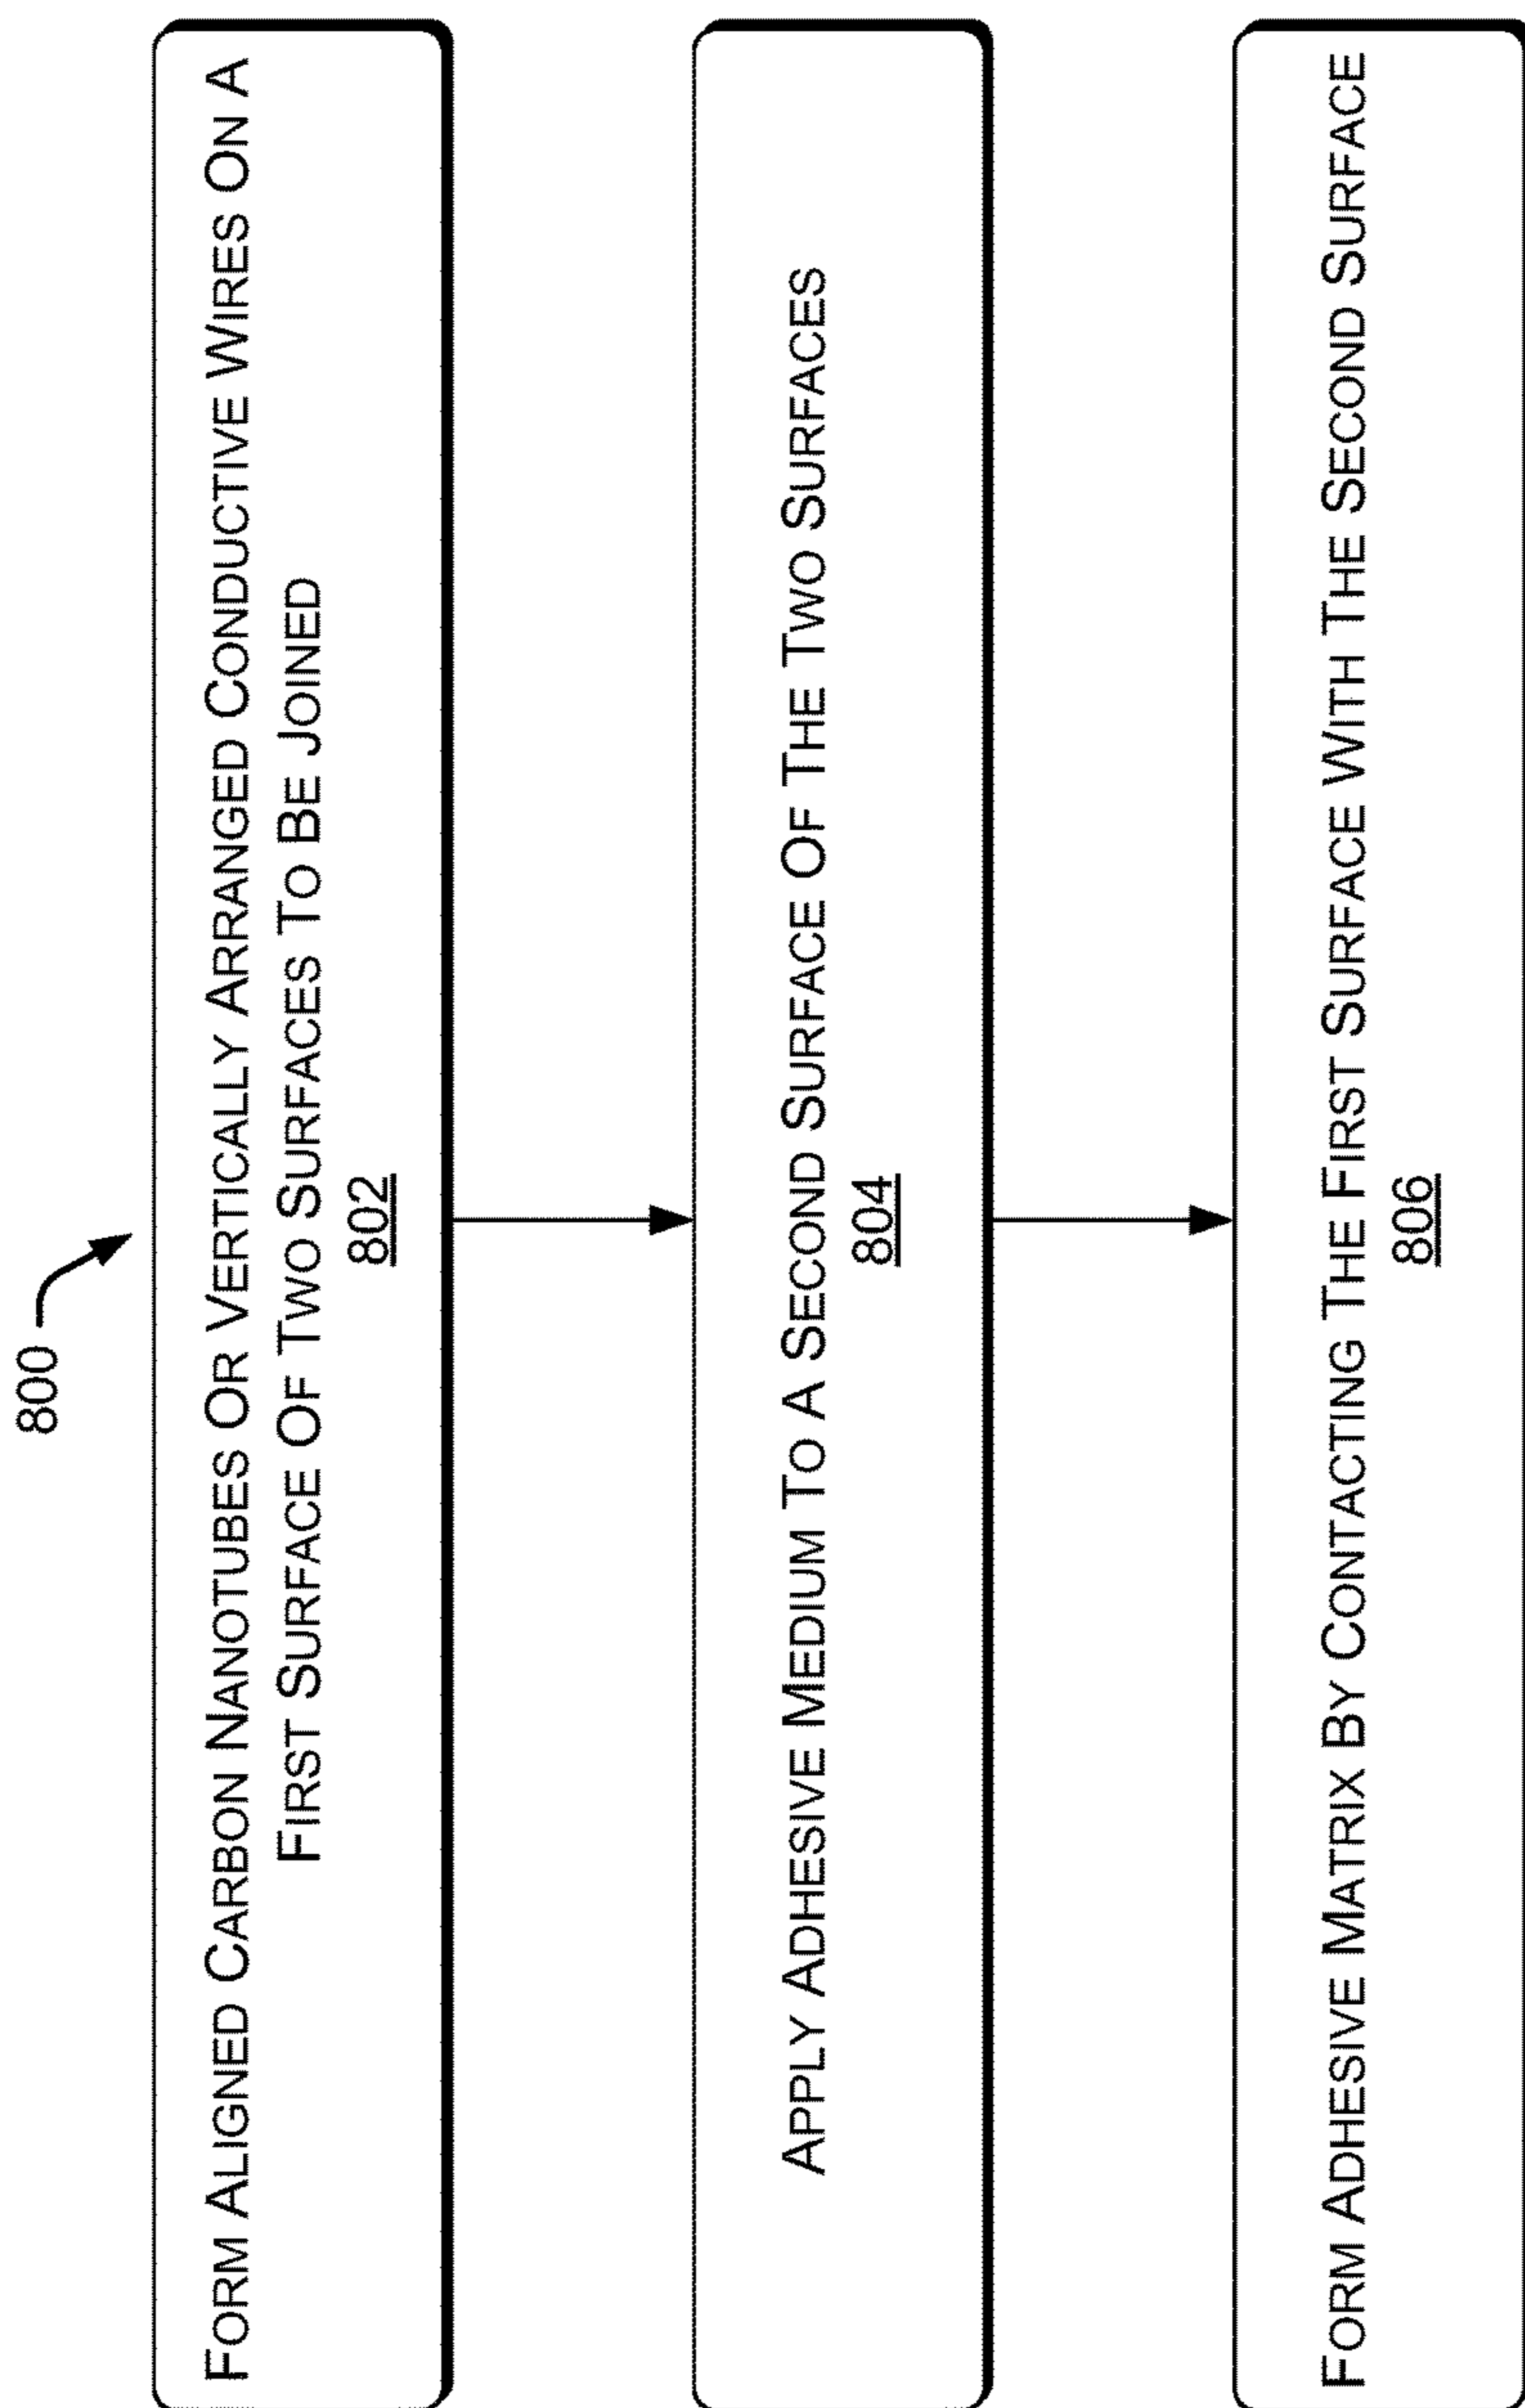 800
FORM ALIGNED CARBON NANOTUBES OR VERTICALLY ARRANGED CONDUCTIVE WIRES ON A
FIRST SURFACE OF TWO SURFACES TO BE JOINED
802
APPLY ADHESIVE MEDIUM TO A SECOND SURFACE OF THE TWO SURFACES
804
FORM ADHESIVE MATRIX BY CONTACTING THE FIRST SURFACE WITH THE SECOND SURFACE
806